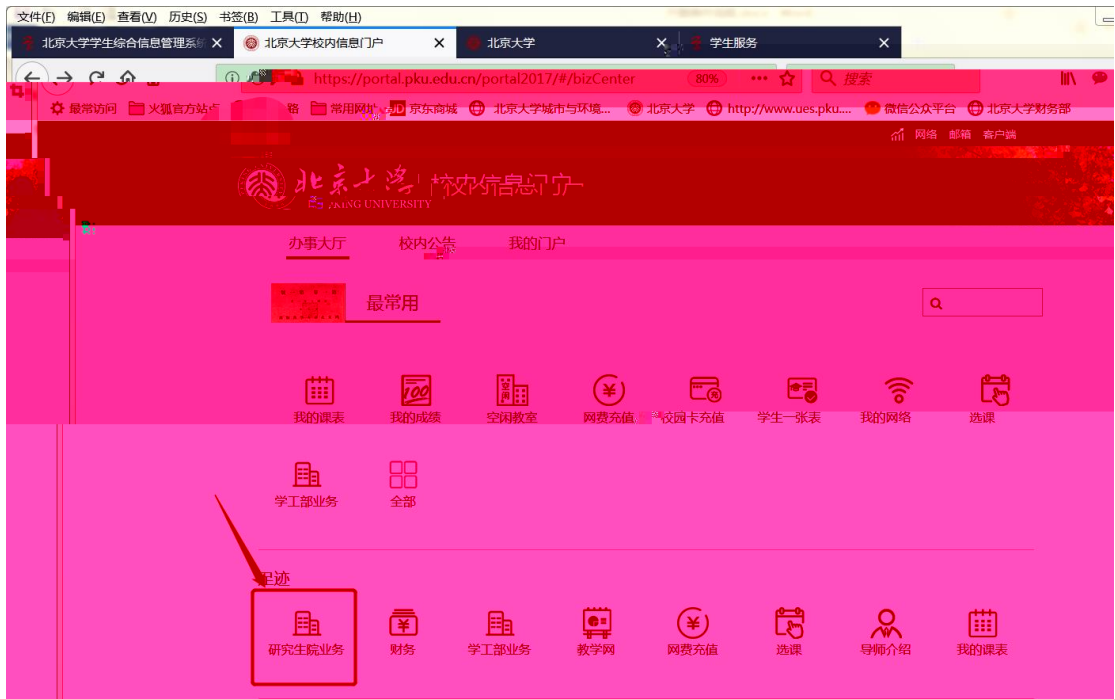 文件(F) 编辑(E) 查看(V) 历史(S) 书签(B) 工具(T) 帮助(H)
北京大学学生综合信息管理系统 北京大学校内信息门户 北京大学 学生服务
https://portal.pku.edu.cn/portal2017/#/bizCenter 80% 搜索
最常访问 火狐官方站点 常用网址 京东商城 北京大学城市与环境... 北京大学 http://www.ues.pku.... 微信公众平台 北京大学财务部
网络 邮箱 客户端
北京大学 校内信息门户
PEKING UNIVERSITY
办事大厅 校内公告 我的门户
最常用
我的课表 我的成绩 空闲教室 网费充值 校园卡充值 学生一张表 我的网络 选课
学工部业务 全部
足迹
研究生院业务 财务 学工部业务 教学网 网费充值 选课 导师介绍 我的课表